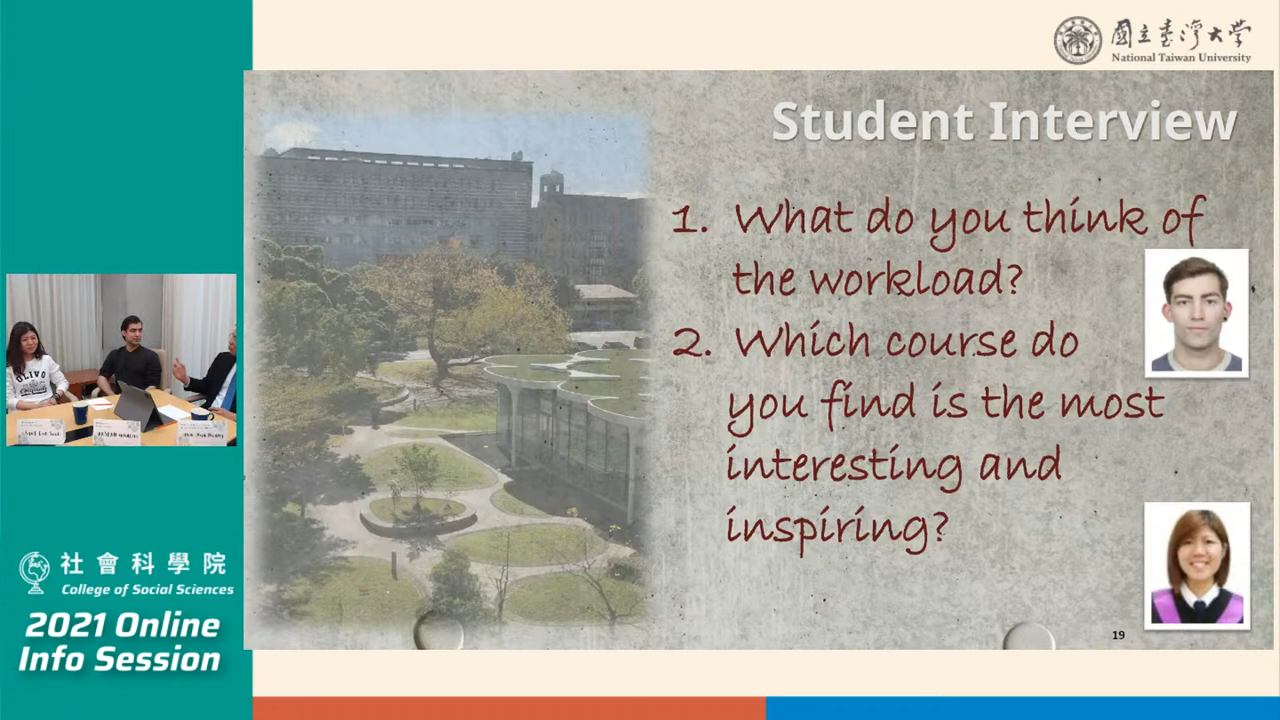 國立臺灣大學
National Taiwan University
Student Interview
1. What do you think of
the workload?
2. Which course do
you find is the most
interesting and
inspiring?
19
OLIVO
社會科學院
College of Social Sciences
2021 Online
Info Session